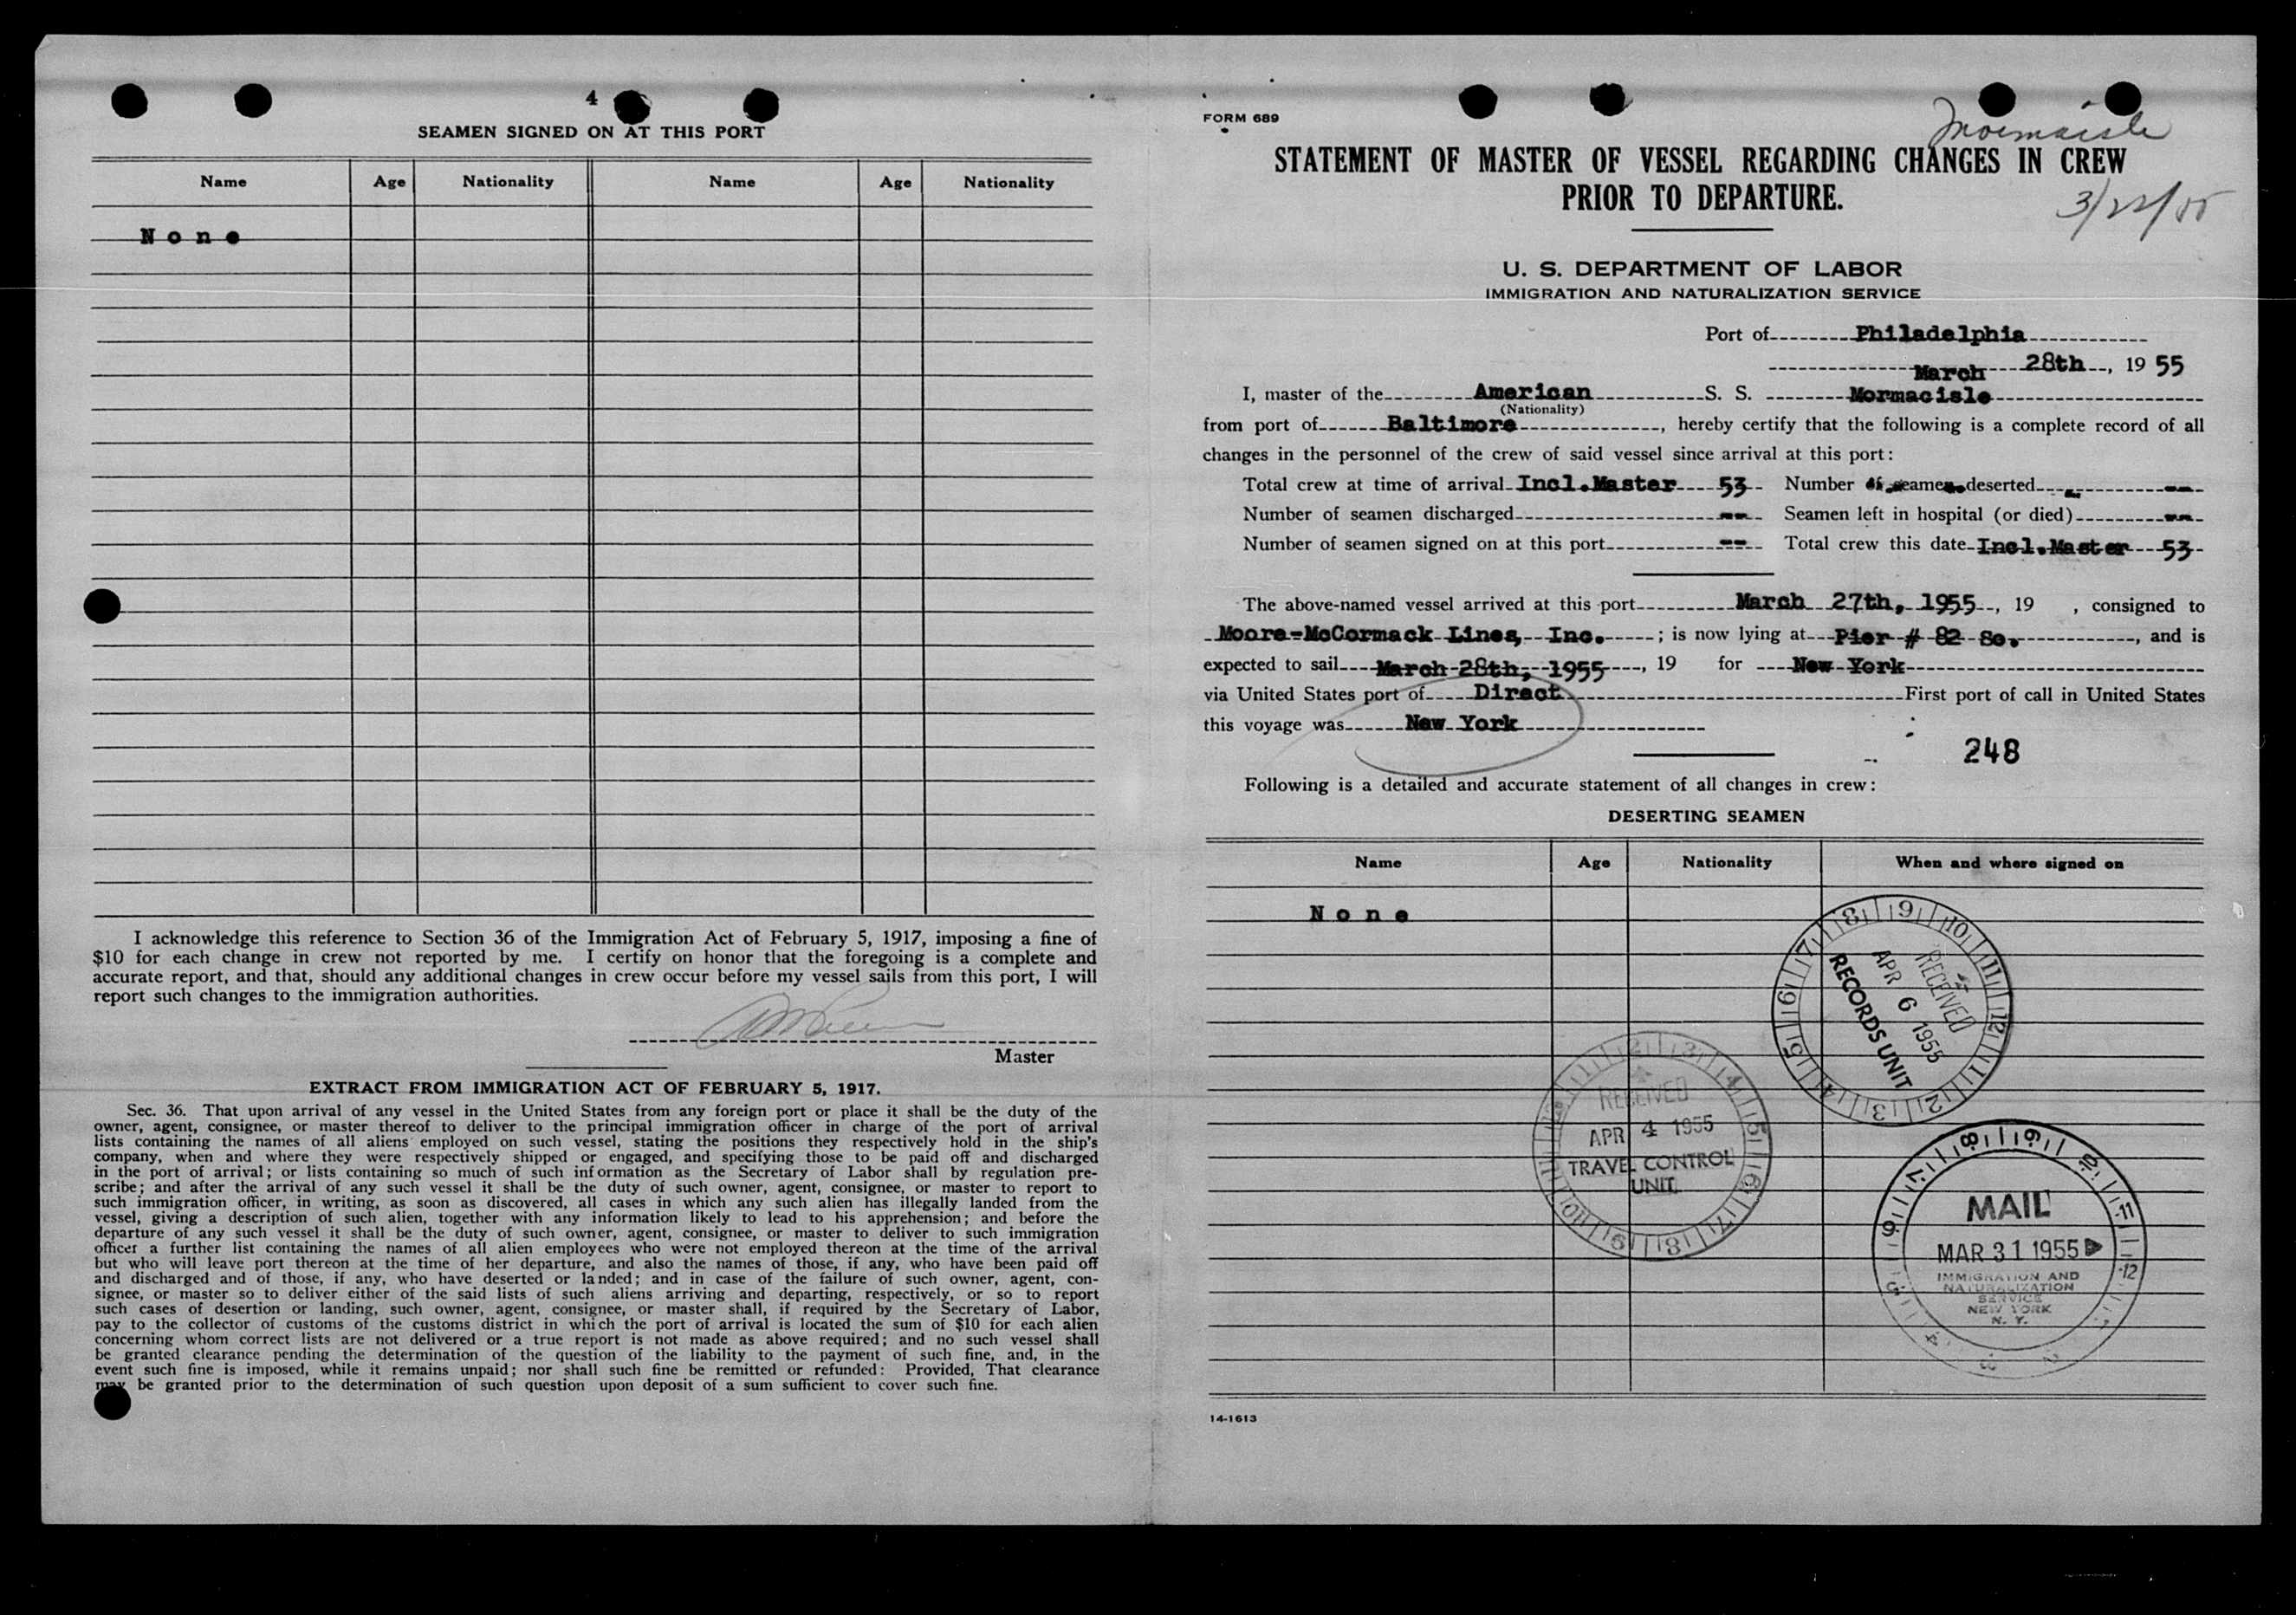 4
SEAMEN SIGNED ON AT THIS PORT
Name Age Nationality Name Age Nationality
None
I acknowledge this reference to Section 36 of the Immigration Act of February 5, 1917, imposing a fine of
$10 for each change in crew not reported by me. I certify on honor that the foregoing is a complete and
accurate report, and that, should any additional changes in crew occur before my vessel sails from this port, I will
report such changes to the immigration authorities.
Master
EXTRACT FROM IMMIGRATION ACT OF FEBRUARY 5, 1917.
Sec. 36. That upon arrival of any vessel in the United States from any foreign port or place it shall be the duty of the
owner, agent, consignee, or master thereof to deliver to the principal immigration officer in charge of the port of arrival
lists containing the names of all aliens employed on such vessel, stating the positions they respectively hold in the ship's
company, when and where they were respectively shipped or engaged, and specifying those to be paid off and discharged
in the port of arrival; or lists containing so much of such information as the Secretary of Labor shall by regulation pre-
scribe; and after the arrival of any such vessel it shall be the duty of such owner, agent, consignee, or master to report to
such immigration officer, in writing, as soon as discovered, all cases in which any such alien has illegally landed from the
vessel, giving a description of such alien, together with any information likely to lead to his apprehension; and before the
departure of any such vessel it shall be the duty of such owner, agent, consignee, or master to deliver to such immigration
officer a further list containing the names of all alien employees who were not employed thereon at the time of the arrival
but who will leave port thereon at the time of her departure, and also the names of those, if any, who have been paid off
and discharged and of those, if any, who have deserted or landed; and in case of the failure of such owner, agent, con-
signee, or master so to deliver either of the said lists of such aliens arriving and departing, respectively, or so to report
such cases of desertion or landing, such owner, agent, consignee, or master shall, if required by the Secretary of Labor,
pay to the collector of customs of the customs district in which the port of arrival is located the sum of $10 for each alien
concerning whom correct lists are not delivered or a true report is not made as above required; and no such vessel shall
be granted clearance pending the determination of the question of the liability to the payment of such fine, and, in the
event such fine is imposed, while it remains unpaid; nor shall such fine be remitted or refunded: Provided, That clearance
may be granted prior to the determination of such question upon deposit of a sum sufficient to cover such fine.
FORM 689
Mormacisle
STATEMENT OF MASTER OF VESSEL REGARDING CHANGES IN CREW
PRIOR TO DEPARTURE.
3/22/55
U. S. DEPARTMENT OF LABOR
IMMIGRATION AND NATURALIZATION SERVICE
Port of Philadelphia
March 28th, 19 55
I, master of the American S. S. Mormacisle
(Nationality)
from port of Baltimore, hereby certify that the following is a complete record of all
changes in the personnel of the crew of said vessel since arrival at this port:
Total crew at time of arrival Incl.Master 53 Number of seamen deserted --
Number of seamen discharged -- Seamen left in hospital (or died) --
Number of seamen signed on at this port -- Total crew this date Incl.Master 53
The above-named vessel arrived at this port March 27th, 1955, 19 , consigned to
Moore-McCormack Lines, Inc. ; is now lying at Pier # 82 So. , and is
expected to sail March 28th, 1955, 19 for New York
via United States port of Direct First port of call in United States
this voyage was New York
248
Following is a detailed and accurate statement of all changes in crew:
DESERTING SEAMEN
Name Age Nationality When and where signed on
None
RECEIVED
APR 6 1955
RECORDS UNIT
RECEIVED
APR 4 1955
TRAVEL CONTROL
UNIT
MAIL
MAR 31 1955
IMMIGRATION AND
NATURALIZATION
SERVICE
NEW YORK
N. Y.
14-1613